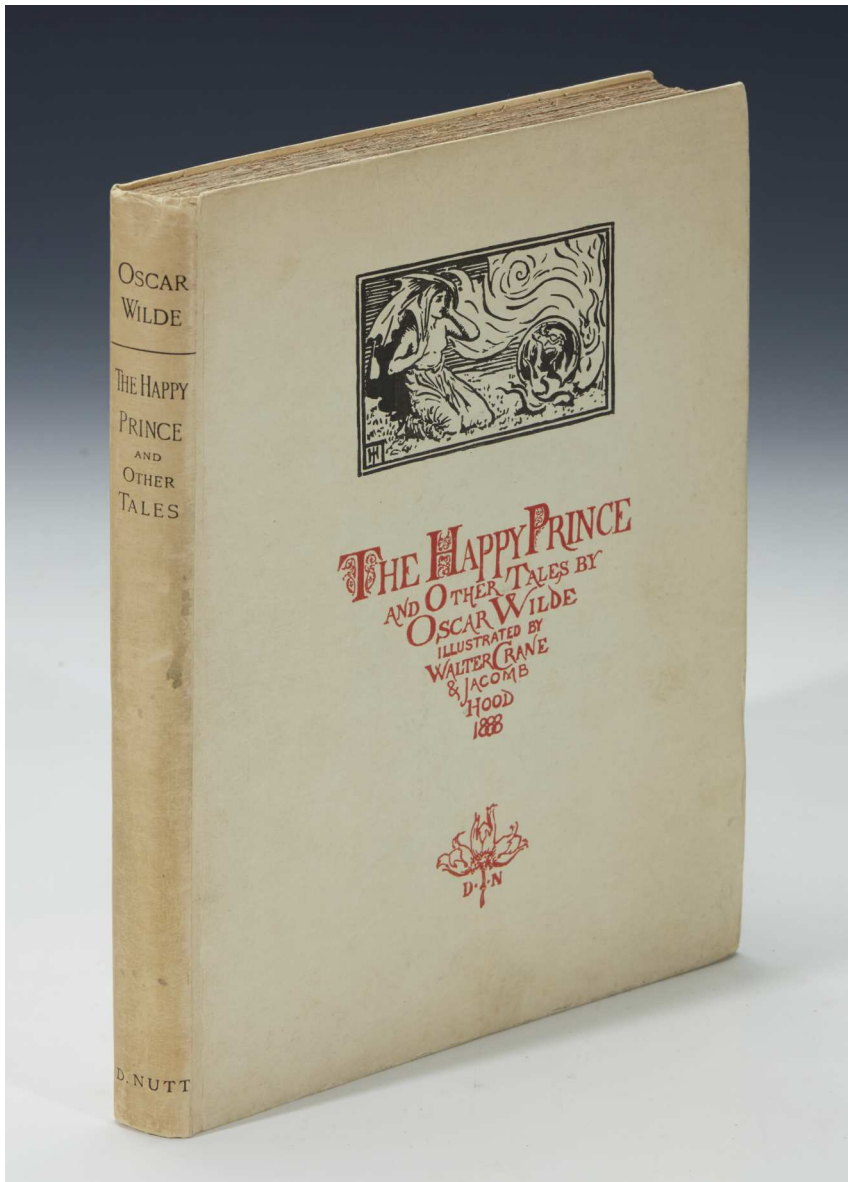 OSCAR
WILDE
THE HAPPY
PRINCE
AND
OTHER
TALES
D. NUTT
THE HAPPY PRINCE
AND OTHER TALES BY
OSCAR WILDE
ILLUSTRATED BY
WALTER CRANE
& JACOMB
HOOD
1888
D. N